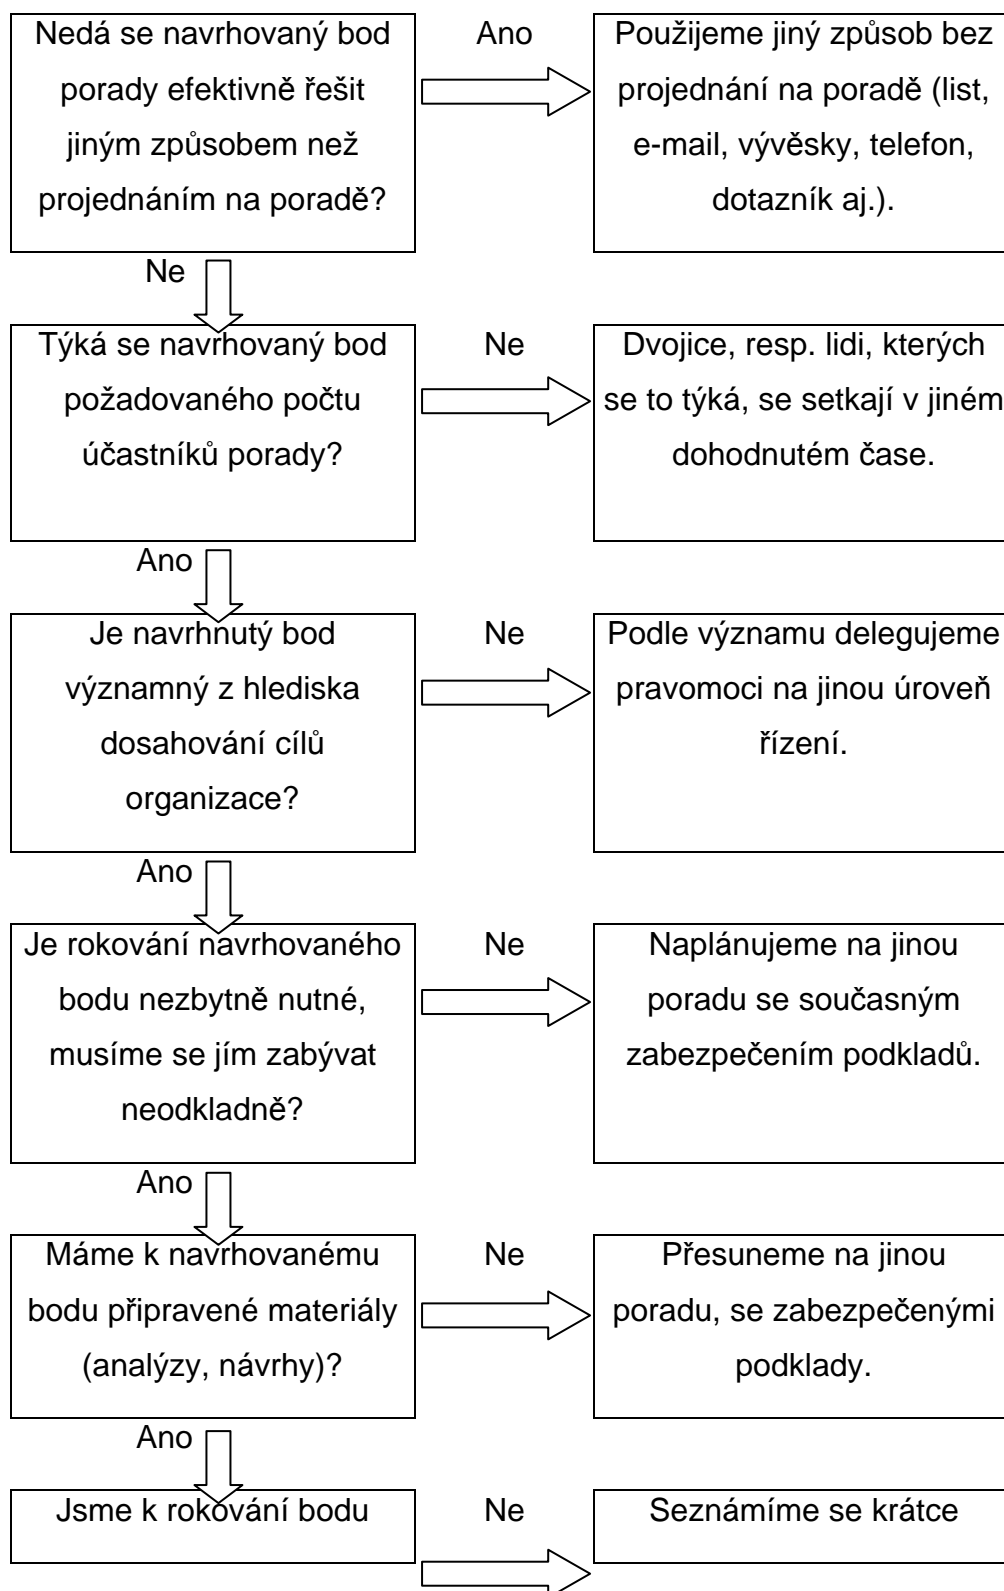 Nedá se navrhovaný bod
porady efektivně řešit
jiným způsobem než
projednáním na poradě?
Ano
Použijeme jiný způsob bez
projednání na poradě (list,
e-mail, vývěsky, telefon,
dotazník aj.).
Ne
Týká se navrhovaný bod
požadovaného počtu
účastníků porady?
Ne
Dvojice, resp. lidi, kterých
se to týká, se setkají v jiném
dohodnutém čase.
Ano
Je navrhnutý bod
významný z hlediska
dosahování cílů
organizace?
Ne
Podle významu delegujeme
pravomoci na jinou úroveň
řízení.
Ano
Je rokování navrhovaného
bodu nezbytně nutné,
musíme se jím zabývat
neodkladně?
Ne
Naplánujeme na jinou
poradu se současným
zabezpečením podkladů.
Ano
Máme k navrhovanému
bodu připravené materiály
(analýzy, návrhy)?
Ne
Přesuneme na jinou
poradu, se zabezpečenými
podklady.
Ano
Jsme k rokování bodu
Ne
Seznámíme se krátce